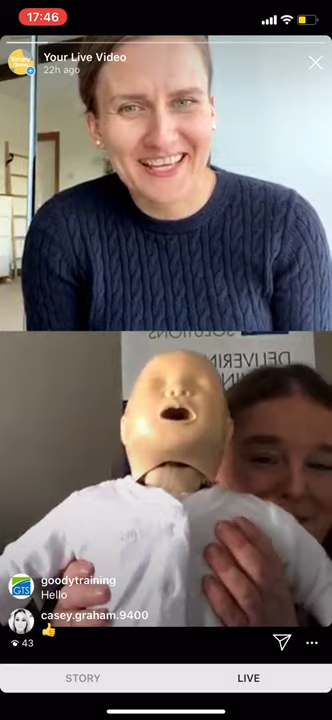 17:46
Your Live Video
22h ago
SOLUTIONS
DELIVERIN
goodytraining
GTS
Hello
casey.graham.9400
👍
43
STORY
LIVE